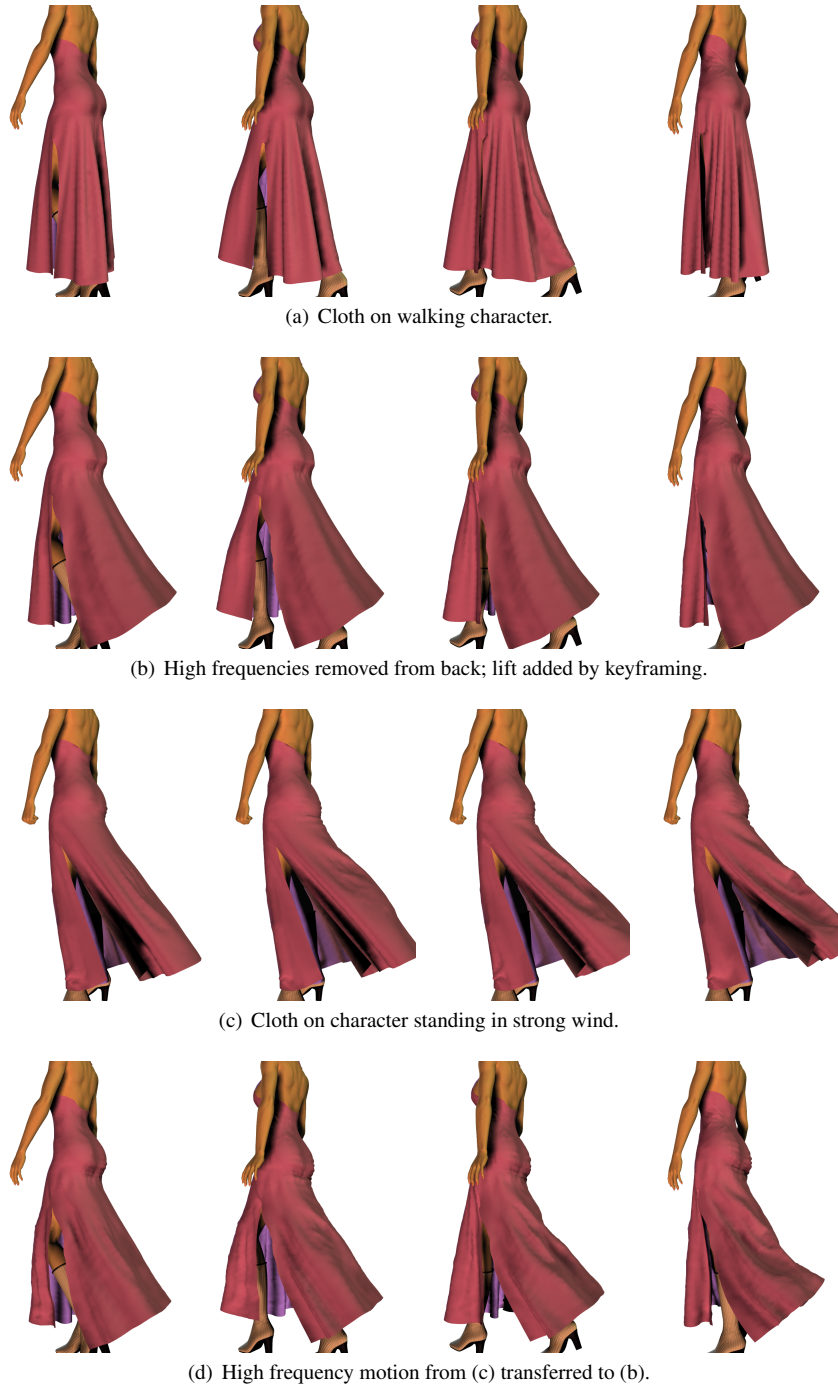 (a) Cloth on walking character.
(b) High frequencies removed from back; lift added by keyframing.
(c) Cloth on character standing in strong wind.
(d) High frequency motion from (c) transferred to (b).